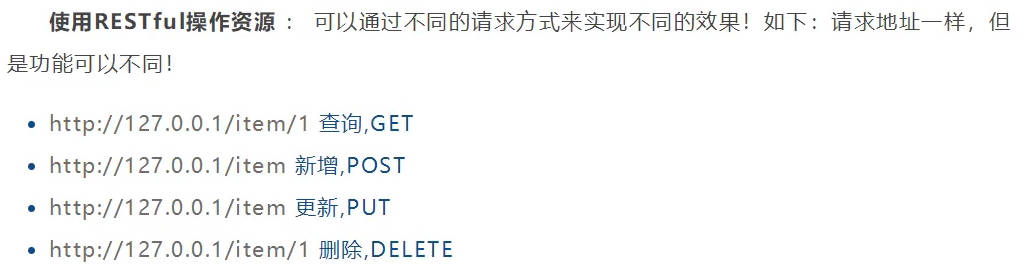 使用RESTful操作资源 ： 可以通过不同的请求方式来实现不同的效果！如下：请求地址一样，但
是功能可以不同！
• http://127.0.0.1/item/1 查询,GET
• http://127.0.0.1/item 新增,POST
• http://127.0.0.1/item 更新,PUT
• http://127.0.0.1/item/1 删除,DELETE